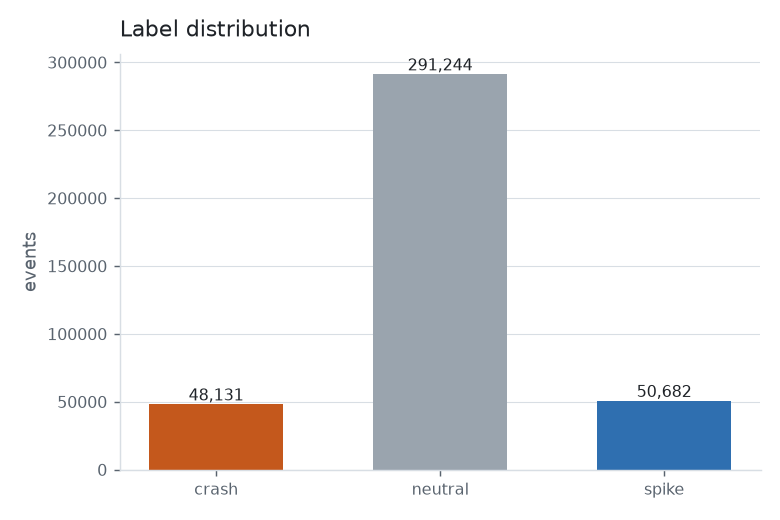 Label distribution
300000
250000
200000
150000
100000
50000
0
events
48,131
291,244
50,682
crash
neutral
spike